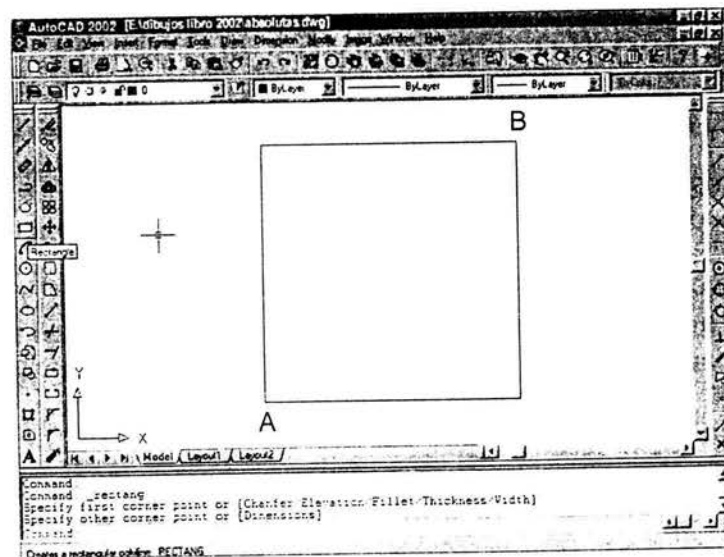 AutoCAD 2002 [E:\dibujos libro 2002\absolutas.dwg]
File Edit View Insert Format Tools Draw Dimension Modify Image Window Help
0 ByLayer ByLayer ByLayer ByColor
B
Rectangle
Y
X
A
Model Layout1 Layout2
Command
Command _rectang
Specify first corner point or [Chamfer Elevation/Fillet/Thickness/Width]
Specify other corner point or [Dimensions]
Command
Creates a rectangular polyline: RECTANG